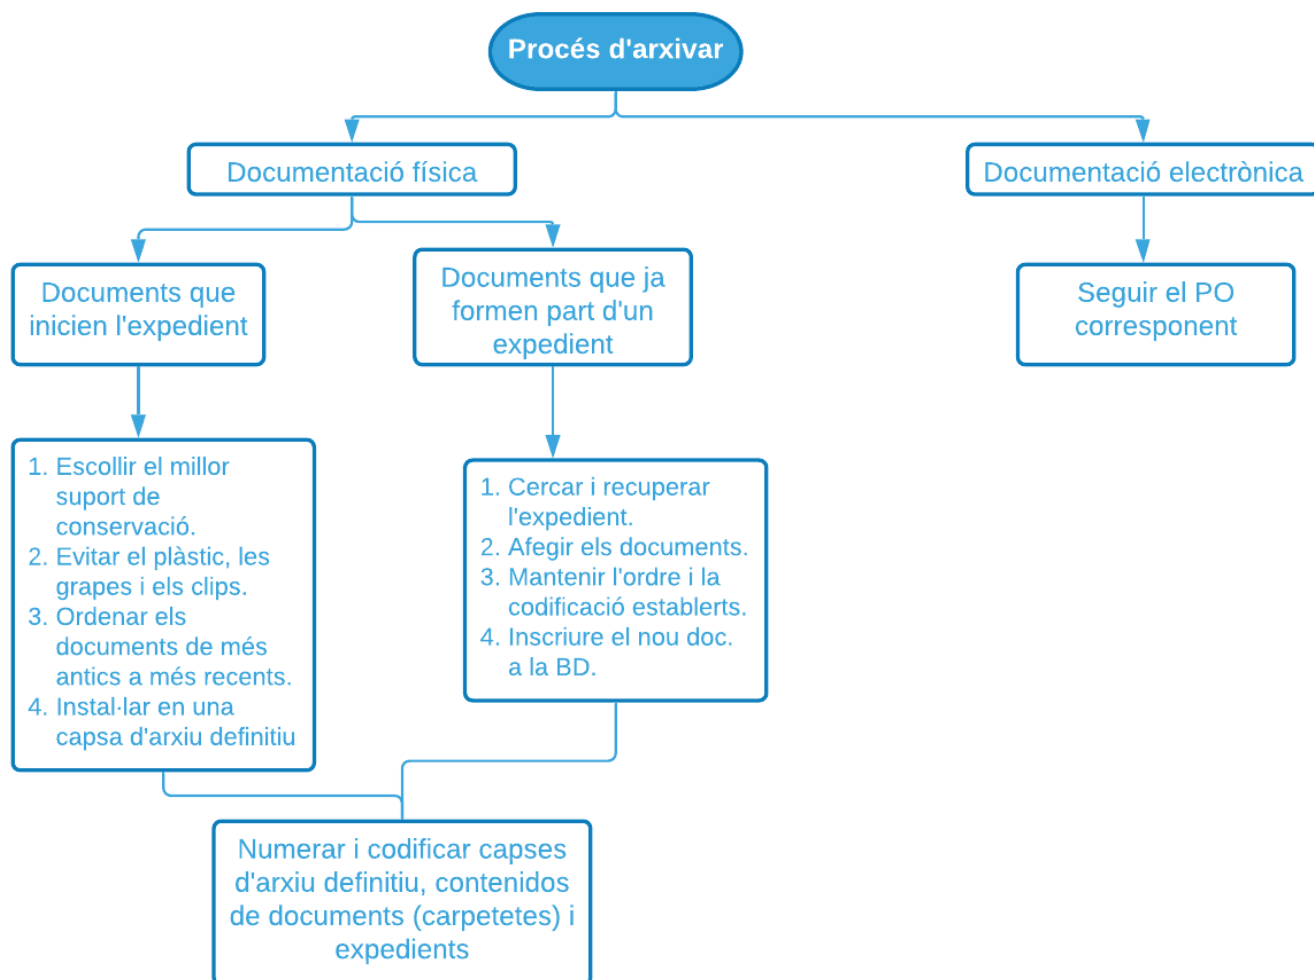 Procés d'arxivar
Documentació física
Documentació electrònica
Documents que
inicien l'expedient
Documents que ja
formen part d'un
expedient
Seguir el PO
corresponent
1. Escollir el millor
suport de
conservació.
2. Evitar el plàstic, les
grapes i els clips.
3. Ordenar els
documents de més
antics a més recents.
4. Instal·lar en una
capsa d'arxiu definitiu
1. Cercar i recuperar
l'expedient.
2. Afegir els documents.
3. Mantenir l'ordre i la
codificació establerts.
4. Inscriure el nou doc.
a la BD.
Numerar i codificar capses
d'arxiu definitiu, contenidos
de documents (carpetetes) i
expedients